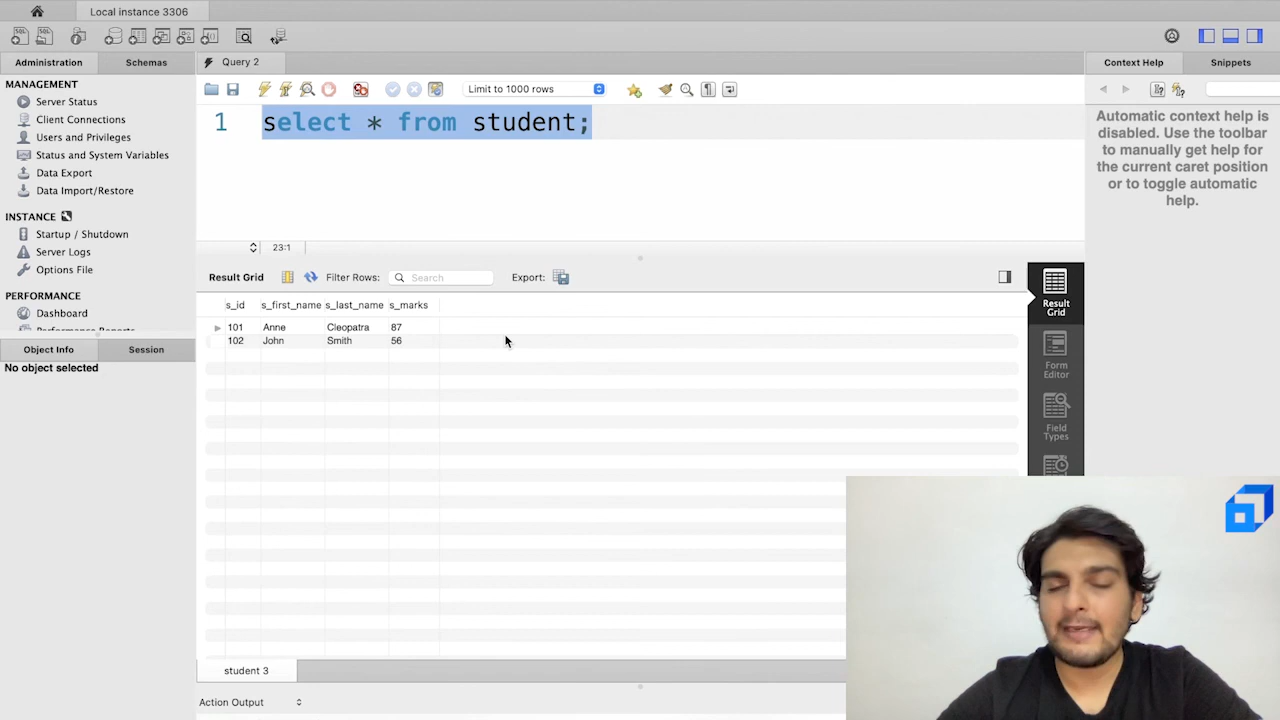 Local instance 3306
Administration
Schemas
Query 2
Context Help
Snippets
MANAGEMENT
Server Status
Client Connections
Users and Privileges
Status and System Variables
Data Export
Data Import/Restore
INSTANCE
Startup / Shutdown
Server Logs
Options File
PERFORMANCE
Dashboard
Performance Reports
Object Info
Session
No object selected
Limit to 1000 rows
1 select * from student;
23:1
Result Grid
Filter Rows:
Search
Export:
s_id s_first_name s_last_name s_marks
101 Anne Cleopatra 87
102 John Smith 56
Result
Grid
Form
Editor
Field
Types
student 3
Action Output
Automatic context help is
disabled. Use the toolbar
to manually get help for
the current caret position
or to toggle automatic
help.